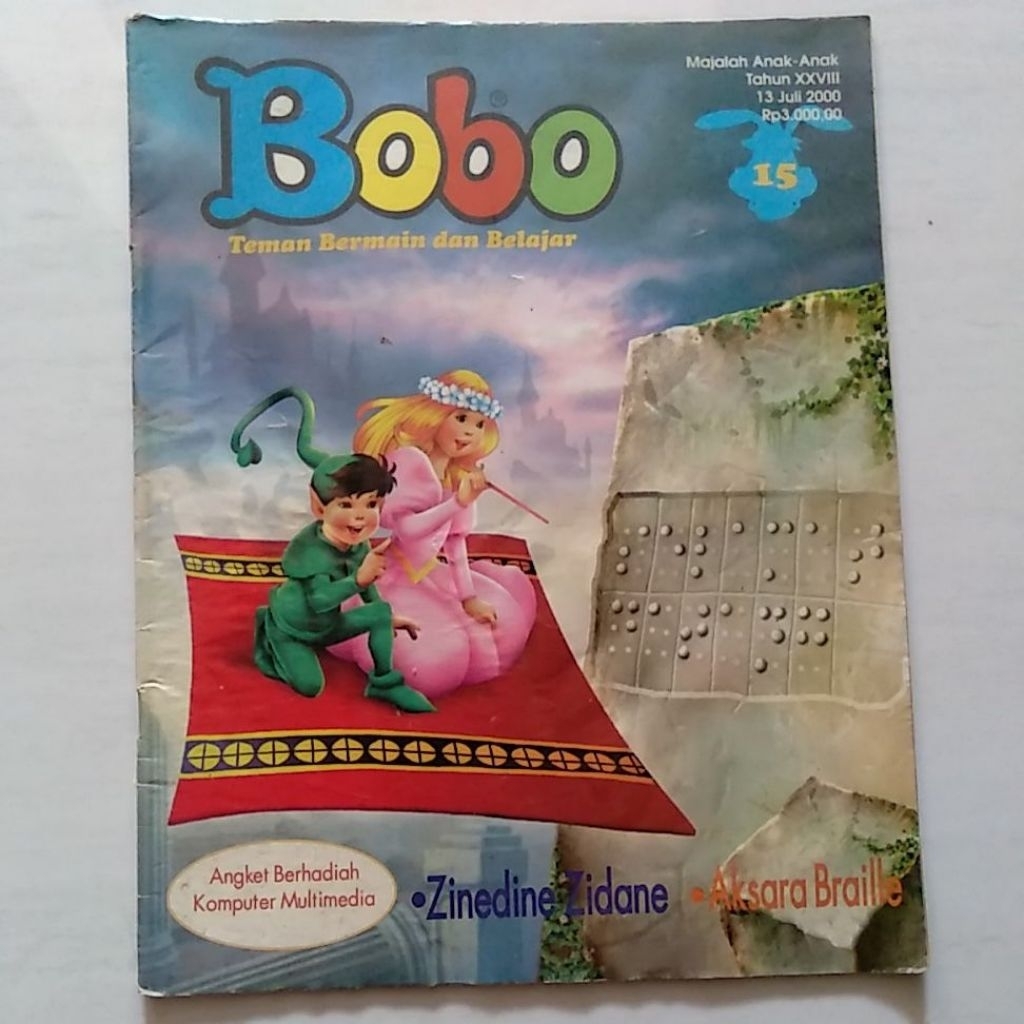 Bobo®
Teman Bermain dan Belajar
Majalah Anak-Anak
Tahun XXVIII
13 Juli 2000
Rp3.000,00
15
Angket Berhadiah
Komputer Multimedia
•Zinedine Zidane •Aksara Braille